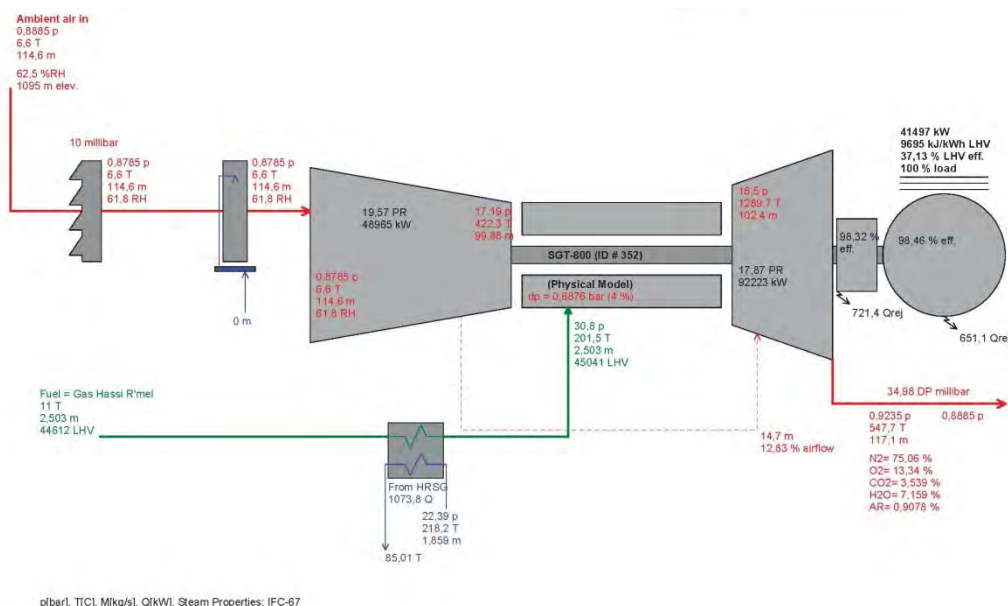 Ambient air in
0,8885 p
6,6 T
114,6 m
62,5 %RH
1095 m elev.
10 millibar
0,8785 p
6,6 T
114,6 m
61,8 RH
0,8785 p
6,6 T
114,6 m
61,8 RH
0 m
19,57 PR
48965 kW
0,8785 p
6,6 T
114,6 m
61,8 RH
17,19 p
422,3 T
99,86 m
SGT-800 (ID # 352)
(Physical Model)
dp = 0,6876 bar (4 %)
30,8 p
201,5 T
2,503 m
45041 LHV
16,5 p
1289,7 T
102,4 m
17,87 PR
92223 kW
98,32 %
eff.
721,4 Qrej
41497 kW
9695 kJ/kWh LHV
37,13 % LHV eff.
100 % load
98,46 % eff.
651,1 Qre
Fuel = Gas Hassi R'mel
11 T
2,503 m
44612 LHV
From HRSG
1073,8 Q
22,39 p
218,2 T
1,859 m
85,01 T
14,7 m
12,83 % airflow
34,98 DP millibar
0,9235 p 0,8885 p
547,7 T
117,1 m
N2= 75,06 %
O2= 13,34 %
CO2= 3,539 %
H2O= 7,159 %
AR= 0,9078 %
p[bar], T[C], M[kg/s], Q[kW], Steam Properties: IFC-67